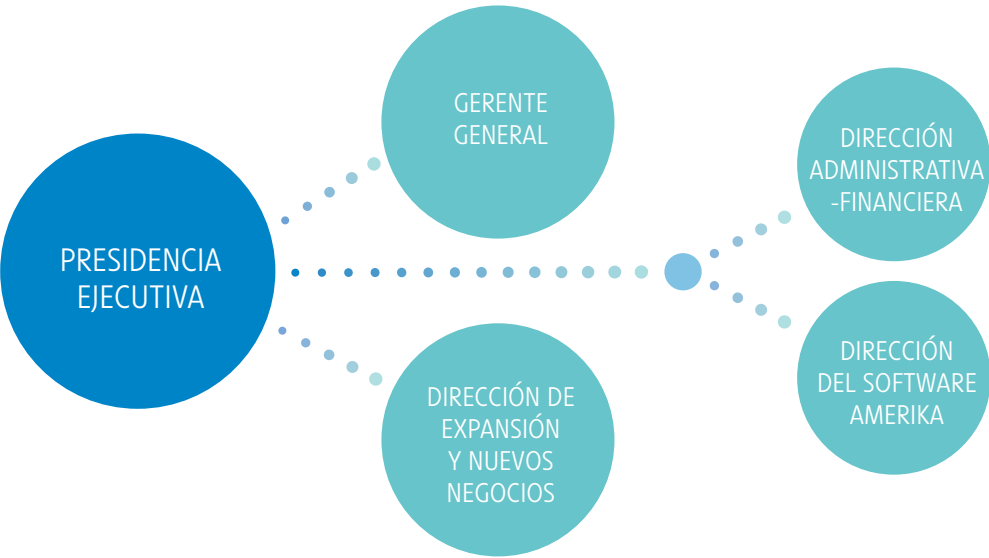 PRESIDENCIA
EJECUTIVA
GERENTE
GENERAL
DIRECCIÓN DE
EXPANSIÓN
Y NUEVOS
NEGOCIOS
DIRECCIÓN
ADMINISTRATIVA
-FINANCIERA
DIRECCIÓN
DEL SOFTWARE
AMERIKA